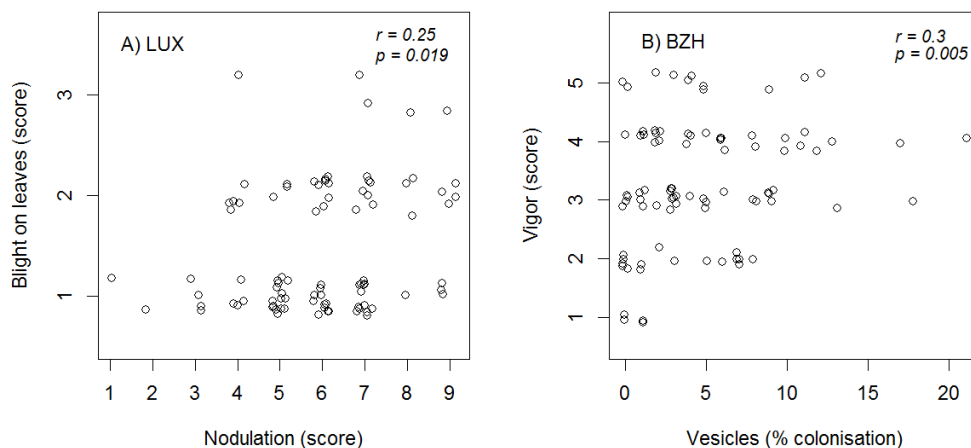 A) LUX
r = 0.25
p = 0.019
Blight on leaves (score)
3
2
1
1 2 3 4 5 6 7 8 9
Nodulation (score)
B) BZH
r = 0.3
p = 0.005
Vigor (score)
5
4
3
2
1
0 5 10 15 20
Vesicles (% colonisation)